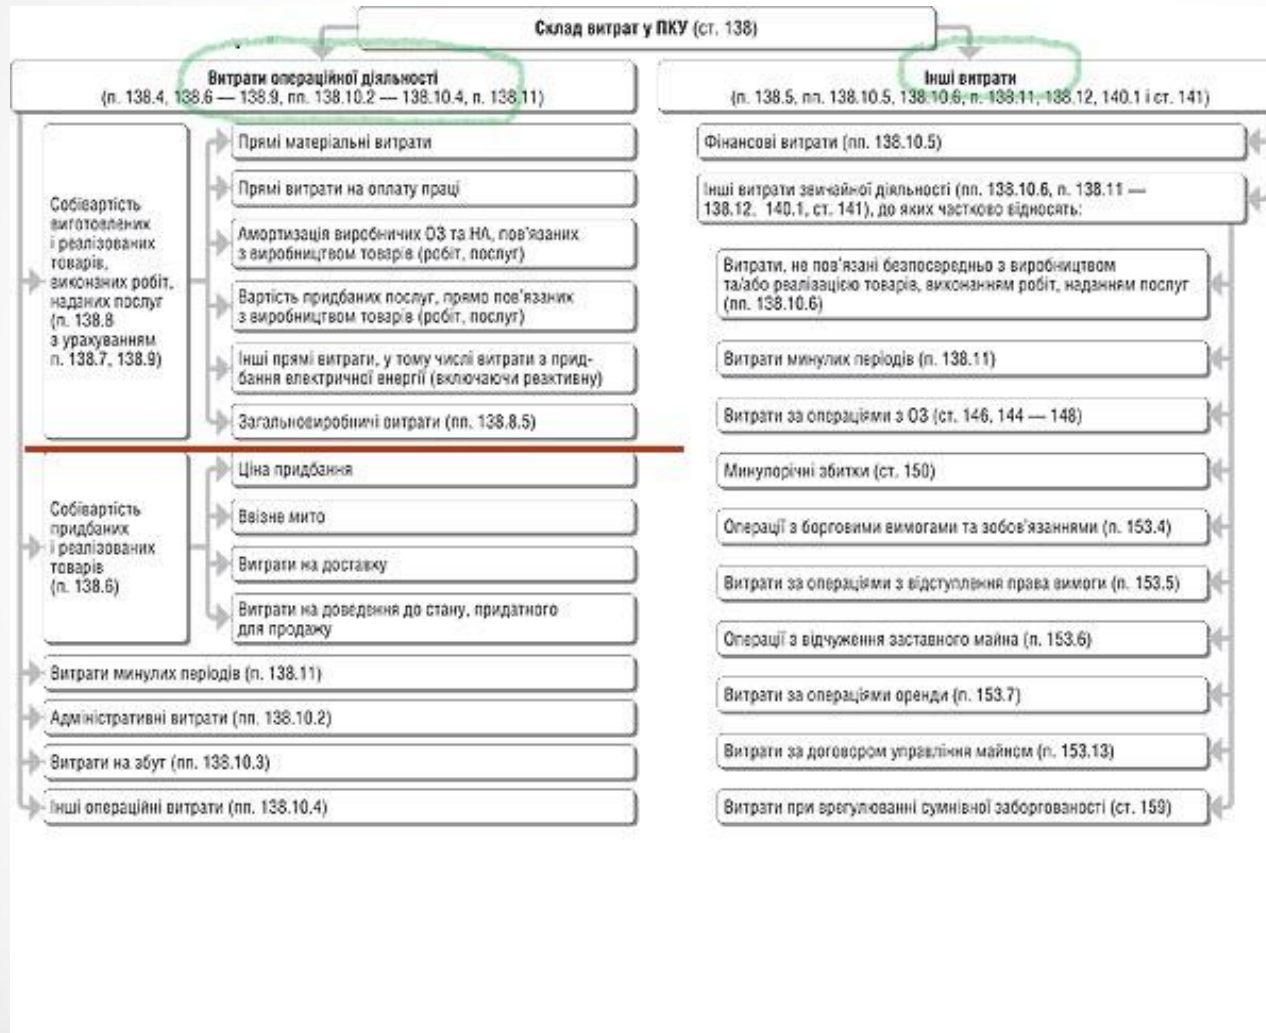 Склад витрат у ПКУ (ст. 138)
Витрати операційної діяльності
(п. 138.4, 138.6 — 138.9, пп. 138.10.2 — 138.10.4, п. 138.11)
Собівартість
виготовлених
і реалізованих
товарів,
виконаних робіт,
наданих послуг
(п. 138.8
з урахуванням
п. 138.7, 138.9)
Прямі матеріальні витрати
Прямі витрати на оплату праці
Амортизація виробничих ОЗ та НА, пов'язаних
з виробництвом товарів (робіт, послуг)
Вартість придбаних послуг, прямо пов'язаних
з виробництвом товарів (робіт, послуг)
Інші прямі витрати, у тому числі витрати з прид-
бання електричної енергії (включаючи реактивну)
Загальновиробничі витрати (пп. 138.8.5)
Собівартість
придбаних
і реалізованих
товарів
(п. 138.6)
Ціна придбання
Ввізне мито
Витрати на доставку
Витрати на доведення до стану, придатного
для продажу
Витрати минулих періодів (п. 138.11)
Адміністративні витрати (пп. 138.10.2)
Витрати на збут (пп. 138.10.3)
Інші операційні витрати (пп. 138.10.4)
Інші витрати
(п. 138.5, пп. 138.10.5, 138.10.6, п. 138.11, 138.12, 140.1 і ст. 141)
Фінансові витрати (пп. 138.10.5)
Інші витрати звичайної діяльності (пп. 138.10.6, п. 138.11 —
138.12, 140.1, ст. 141), до яких частково відносять:
Витрати, не пов'язані безпосередньо з виробництвом
та/або реалізацією товарів, виконанням робіт, наданням послуг
(пп. 138.10.6)
Витрати минулих періодів (п. 138.11)
Витрати за операціями з ОЗ (ст. 146, 144 — 148)
Минулорічні збитки (ст. 150)
Операції з борговими вимогами та зобов'язаннями (п. 153.4)
Витрати за операціями з відступлення права вимоги (п. 153.5)
Операції з відчуження заставного майна (п. 153.6)
Витрати за операціями оренди (п. 153.7)
Витрати за договором управління майном (п. 153.13)
Витрати при врегулюванні сумнівної заборгованості (ст. 159)